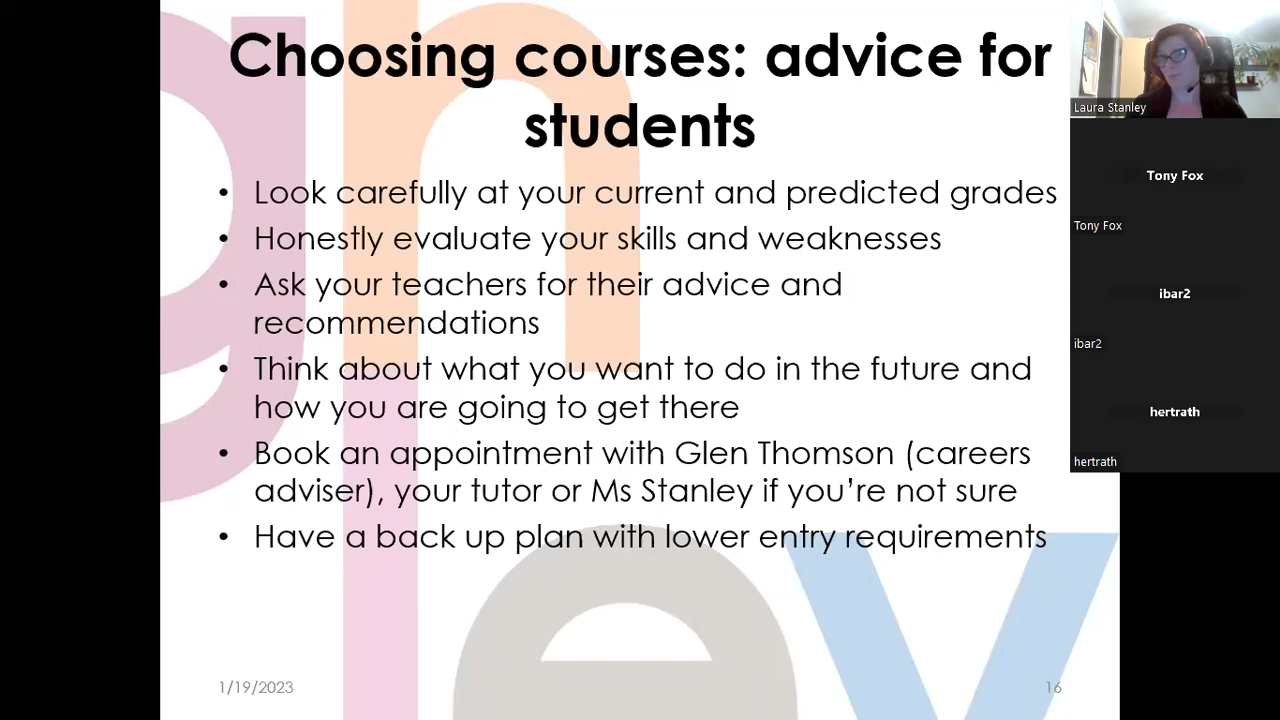 Choosing courses: advice for
students
• Look carefully at your current and predicted grades
• Honestly evaluate your skills and weaknesses
• Ask your teachers for their advice and
recommendations
• Think about what you want to do in the future and
how you are going to get there
• Book an appointment with Glen Thomson (careers
adviser), your tutor or Ms Stanley if you're not sure
• Have a back up plan with lower entry requirements
1/19/2023
16
Laura Stanley
Tony Fox
Tony Fox
ibar2
ibar2
hertrath
hertrath